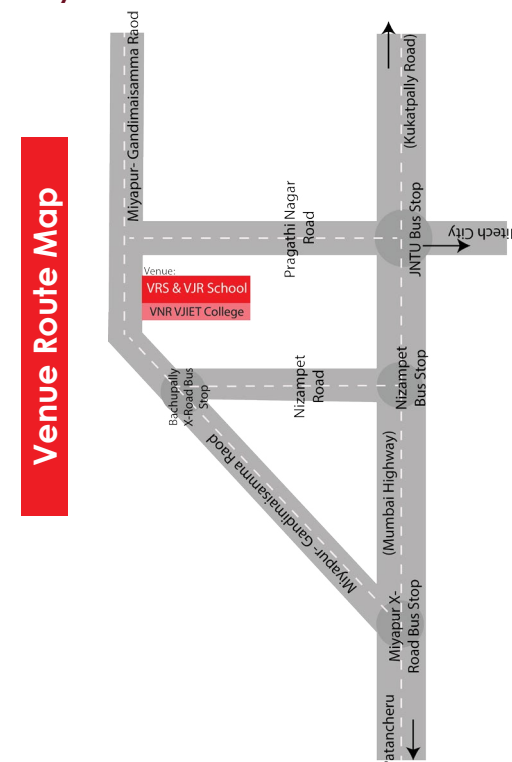 Venue Route Map
Miyapur- Gandimaisamma Raod
(Kukatpally Road)
Pragathi Nagar
Road
JNTU Bus Stop
Venue:
VRS & VJR School
VNR VJIET College
Bachupally
X-Road Bus
Stop
Nizampet
Road
Nizampet
Bus Stop
Miyapur- Gandimaisamma Raod
(Mumbai Highway)
Miyapur X-
Road Bus Stop
City